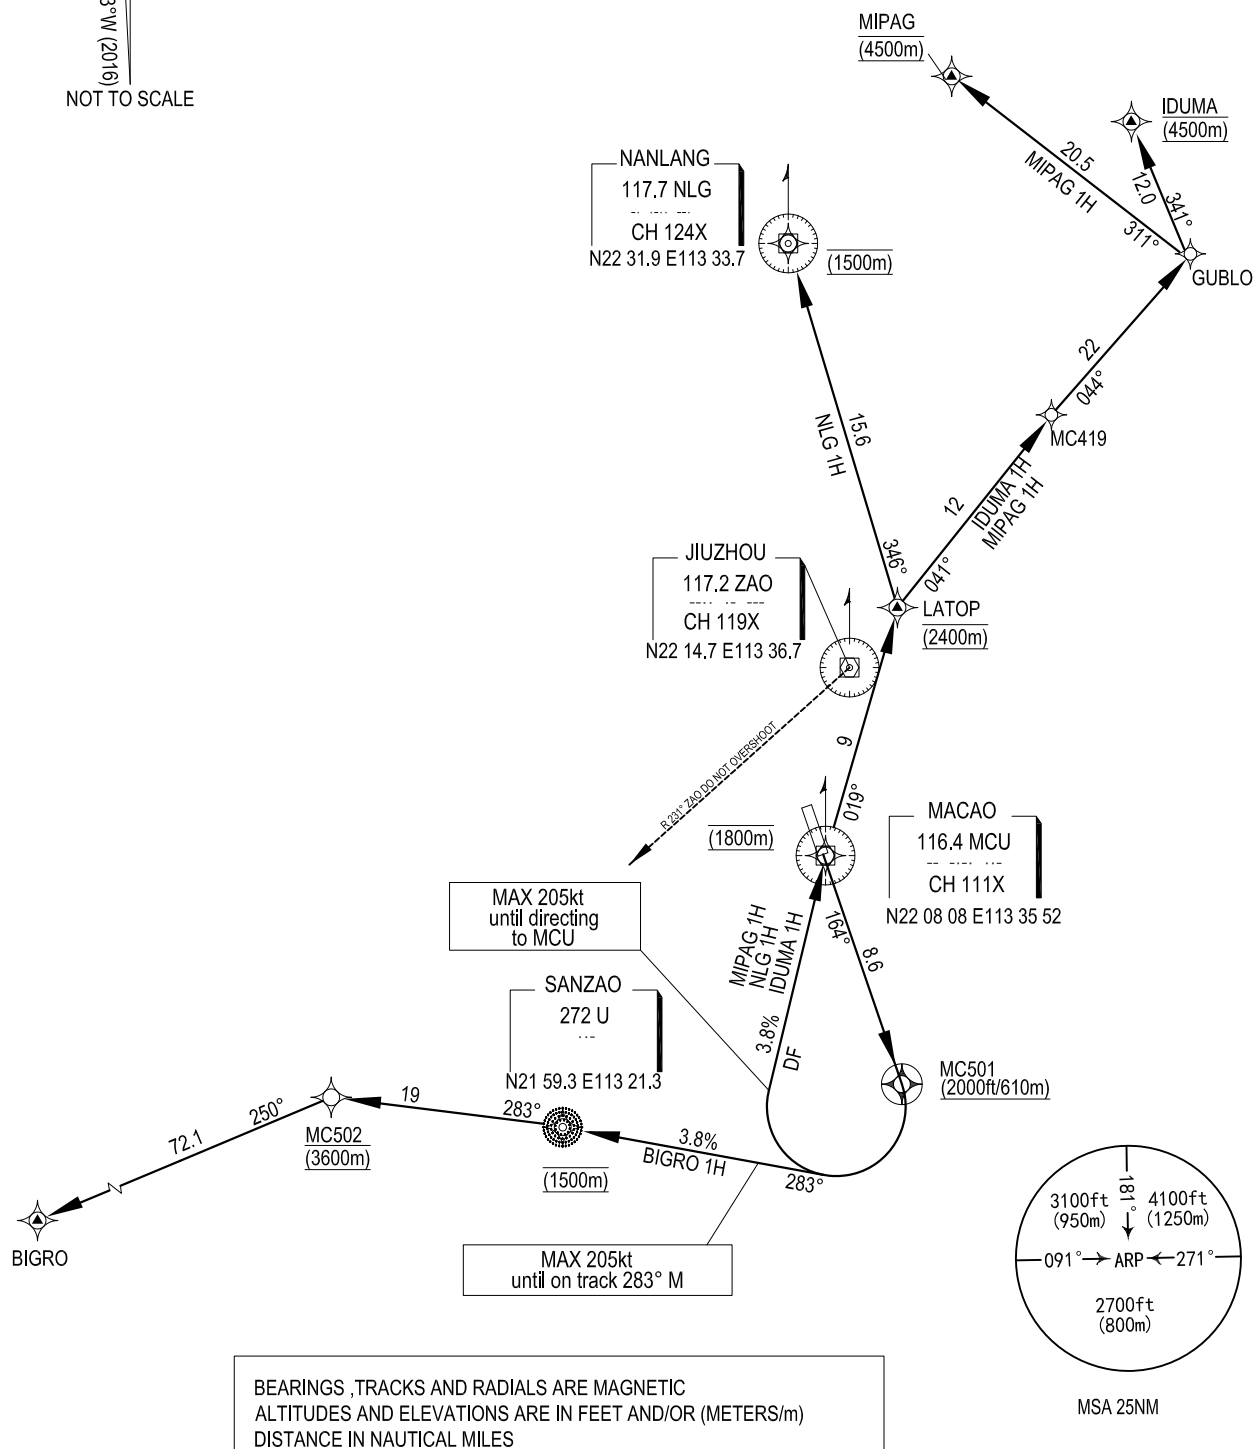 3°W (2016)
NOT TO SCALE
MIPAG
(4500m)
IDUMA
(4500m)
20.5
MIPAG 1H
311°
12.0
341°
GUBLO
NANLANG
117.7 NLG
CH 124X
N22 31.9 E113 33.7
(1500m)
22
044°
MC419
15.6
NLG 1H
346°
12
IDUMA 1H
MIPAG 1H
041°
JIUZHOU
117.2 ZAO
CH 119X
N22 14.7 E113 36.7
LATOP
(2400m)
R 231° ZAO DO NOT OVERSHOOT
9
019°
(1800m)
MACAO
116.4 MCU
CH 111X
N22 08 08 E113 35 52
MAX 205kt
until directing
to MCU
MIPAG 1H
NLG 1H
IDUMA 1H
3.8%
DF
164°
8.6
SANZAO
272 U
N21 59.3 E113 21.3
MC501
(2000ft/610m)
19
283°
250°
72.1
MC502
(3600m)
BIGRO
(1500m)
3.8%
BIGRO 1H
283°
MAX 205kt
until on track 283° M
3100ft
(950m)
181°
4100ft
(1250m)
091°
ARP
271°
2700ft
(800m)
MSA 25NM
BEARINGS ,TRACKS AND RADIALS ARE MAGNETIC
ALTITUDES AND ELEVATIONS ARE IN FEET AND/OR (METERS/m)
DISTANCE IN NAUTICAL MILES